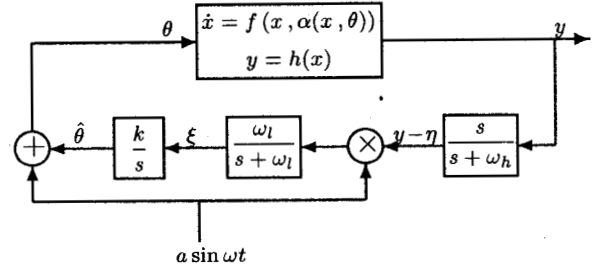 θ
ẋ = f (x , α(x , θ))
y = h(x)
y
+
θ̂
k
s
ξ
ω_l
s + ω_l
×
y−η
s
s + ω_h
a sin ωt